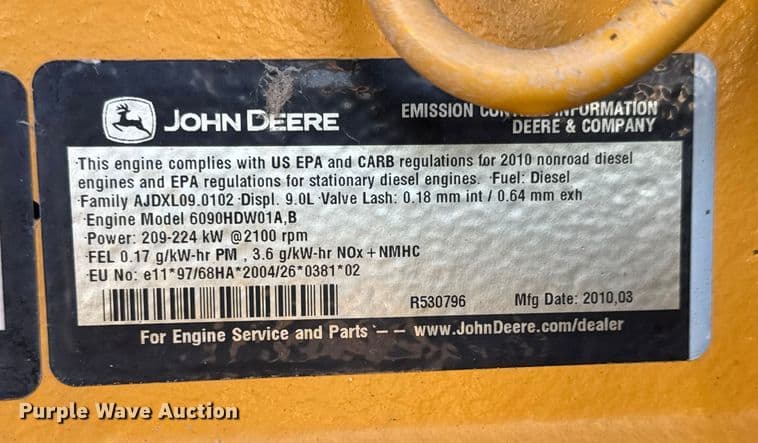 JOHN DEERE
EMISSION INFORMATION
DEERE & COMPANY
This engine complies with US EPA and CARB regulations for 2010 nonroad diesel
engines and EPA regulations for stationary diesel engines. Fuel: Diesel
Family AJDXL09.0102 Displ. 9.0L Valve Lash: 0.18 mm int / 0.64 mm exh
Engine Model 6090HDW01A,B
Power: 209-224 kW @2100 rpm
FEL 0.17 g/kW-hr PM , 3.6 g/kW-hr NOx + NMHC
EU No: e11*97/68HA*2004/26*0381*02
R530796 Mfg Date: 2010,03
For Engine Service and Parts -- www.JohnDeere.com/dealer
Purple Wave Auction